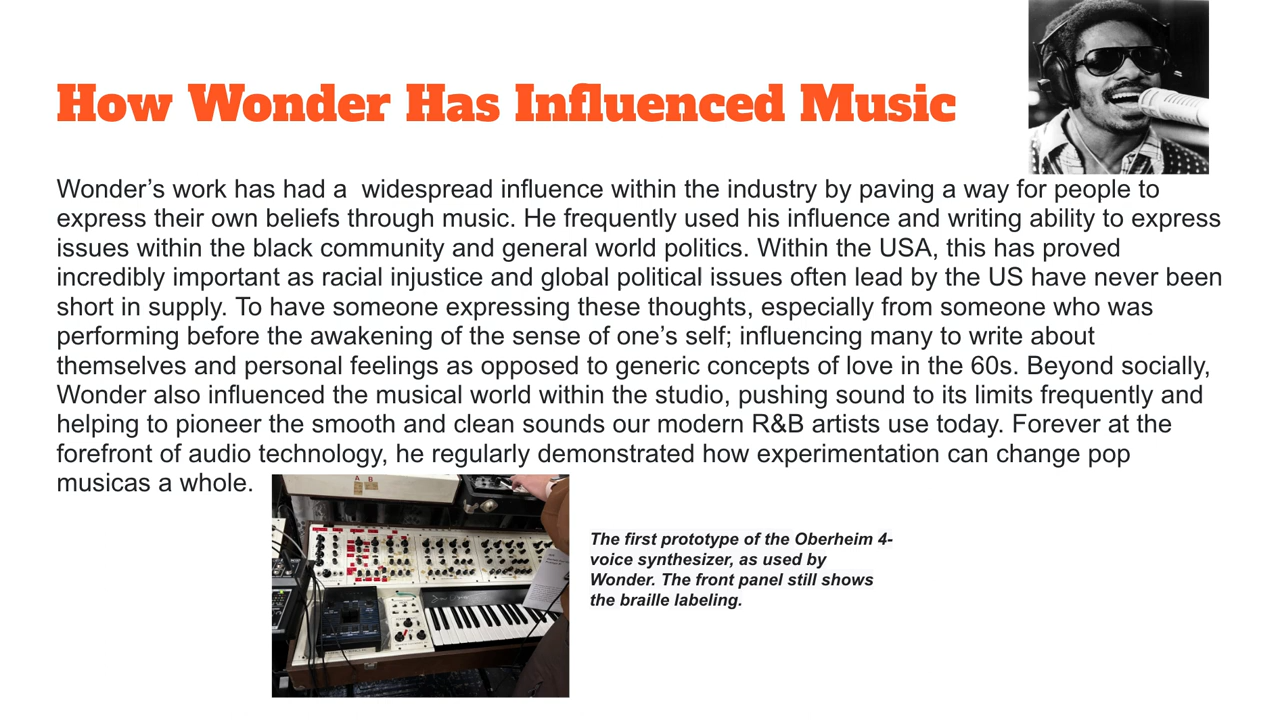 How Wonder Has Influenced Music
Wonder’s work has had a  widespread influence within the industry by paving a way for people to
express their own beliefs through music. He frequently used his influence and writing ability to express
issues within the black community and general world politics. Within the USA, this has proved
incredibly important as racial injustice and global political issues often lead by the US have never been
short in supply. To have someone expressing these thoughts, especially from someone who was
performing before the awakening of the sense of one’s self; influencing many to write about
themselves and personal feelings as opposed to generic concepts of love in the 60s. Beyond socially,
Wonder also influenced the musical world within the studio, pushing sound to its limits frequently and
helping to pioneer the smooth and clean sounds our modern R&B artists use today. Forever at the
forefront of audio technology, he regularly demonstrated how experimentation can change pop
musicas a whole.
A B
The first prototype of the Oberheim 4-
voice synthesizer, as used by
Wonder. The front panel still shows
the braille labeling.